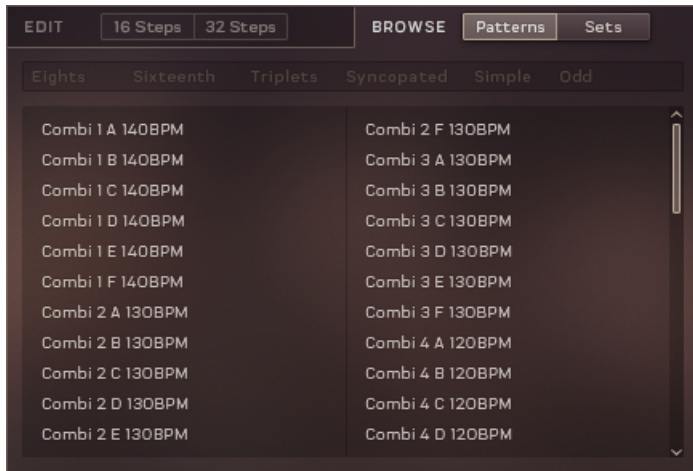 EDIT 16 Steps 32 Steps BROWSE Patterns Sets
Eights Sixteenth Triplets Syncopated Simple Odd
Combi 1 A 140BPM
Combi 1 B 140BPM
Combi 1 C 140BPM
Combi 1 D 140BPM
Combi 1 E 140BPM
Combi 1 F 140BPM
Combi 2 A 130BPM
Combi 2 B 130BPM
Combi 2 C 130BPM
Combi 2 D 130BPM
Combi 2 E 130BPM
Combi 2 F 130BPM
Combi 3 A 130BPM
Combi 3 B 130BPM
Combi 3 C 130BPM
Combi 3 D 130BPM
Combi 3 E 130BPM
Combi 3 F 130BPM
Combi 4 A 120BPM
Combi 4 B 120BPM
Combi 4 C 120BPM
Combi 4 D 120BPM